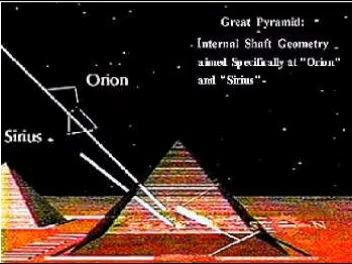 Great Pyramid:
Internal Shaft Geometry
aimed Specifically at "Orion"
and "Sirius"
Orion
Sirius